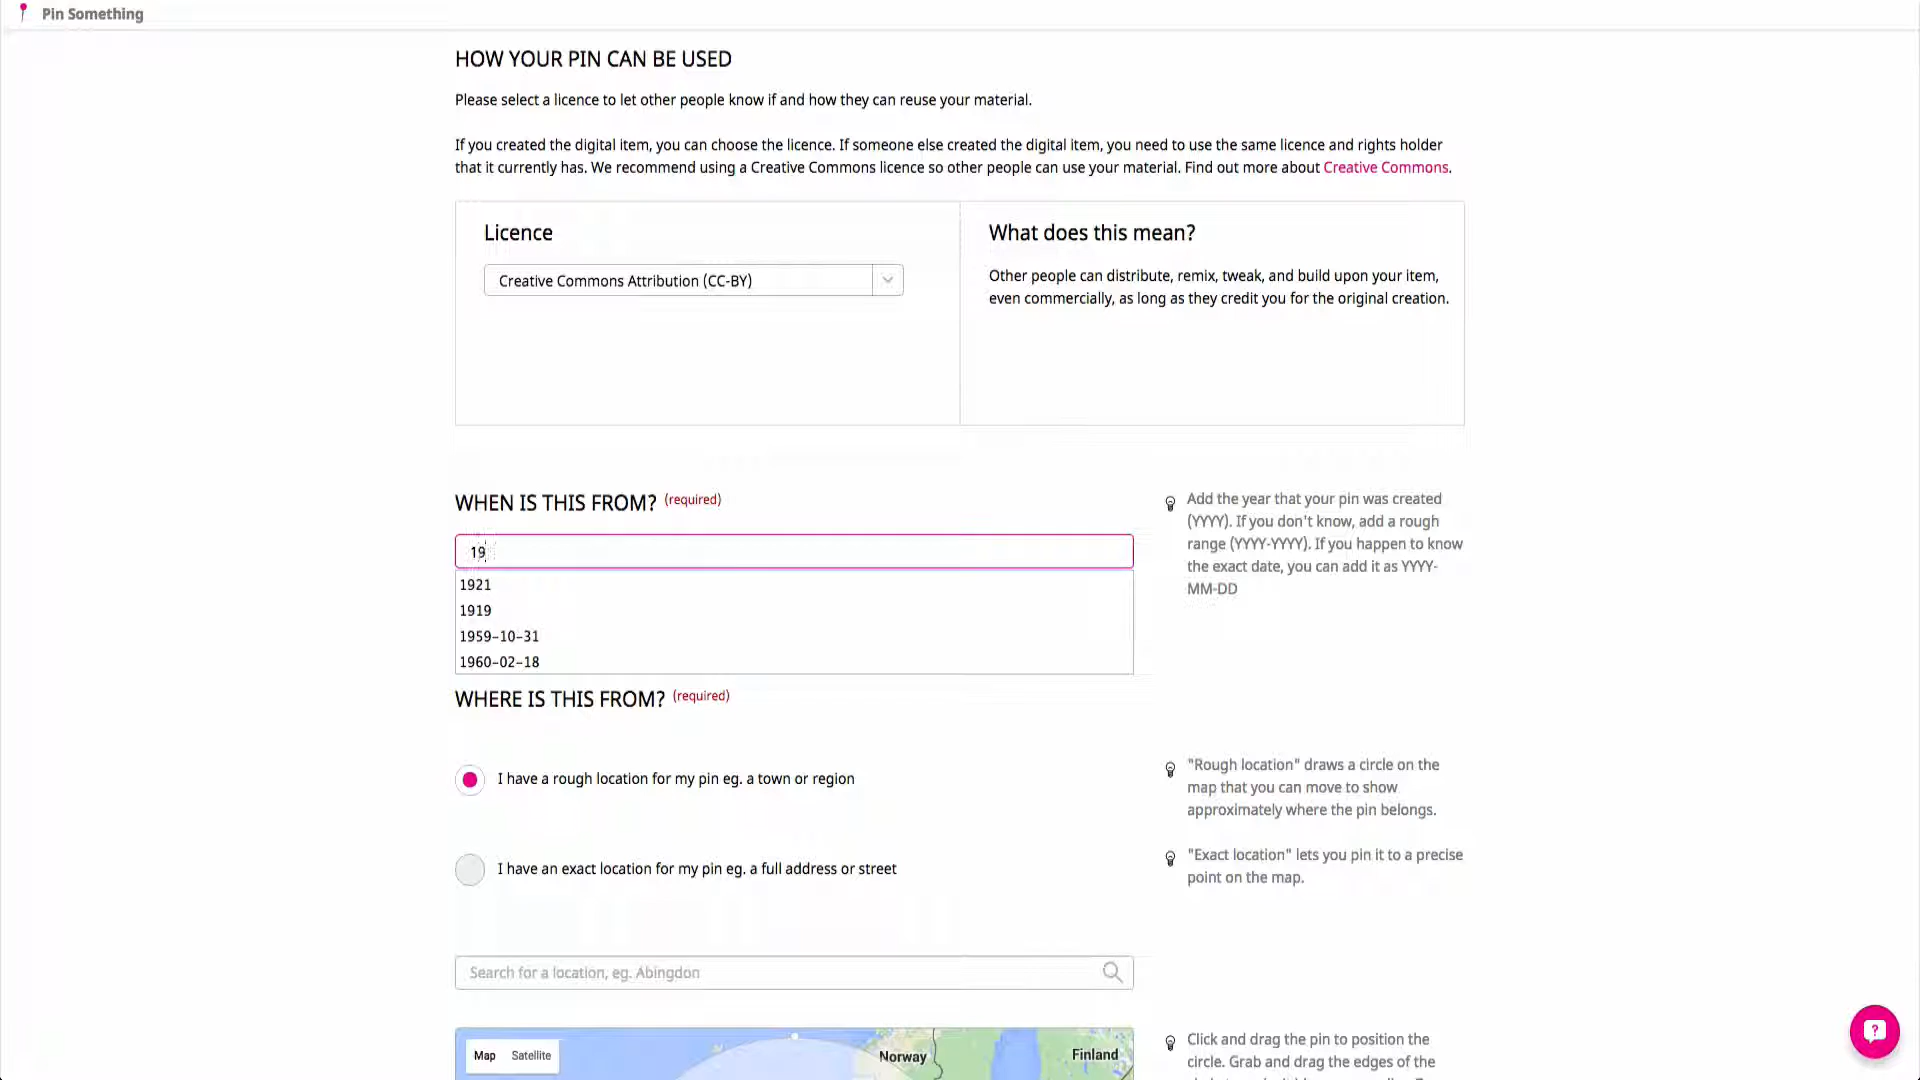 Pin Something
HOW YOUR PIN CAN BE USED
Please select a licence to let other people know if and how they can reuse your material.
If you created the digital item, you can choose the licence. If someone else created the digital item, you need to use the same licence and rights holder
that it currently has. We recommend using a Creative Commons licence so other people can use your material. Find out more about Creative Commons.
Licence
Creative Commons Attribution (CC-BY)
What does this mean?
Other people can distribute, remix, tweak, and build upon your item,
even commercially, as long as they credit you for the original creation.
WHEN IS THIS FROM? (required)
19
1921
1919
1959-10-31
1960-02-18
Add the year that your pin was created
(YYYY). If you don't know, add a rough
range (YYYY-YYYY). If you happen to know
the exact date, you can add it as YYYY-
MM-DD
WHERE IS THIS FROM? (required)
I have a rough location for my pin eg. a town or region
"Rough location" draws a circle on the
map that you can move to show
approximately where the pin belongs.
I have an exact location for my pin eg. a full address or street
"Exact location" lets you pin it to a precise
point on the map.
Search for a location, eg. Abingdon
Map Satellite
Norway
Finland
Click and drag the pin to position the
circle. Grab and drag the edges of the